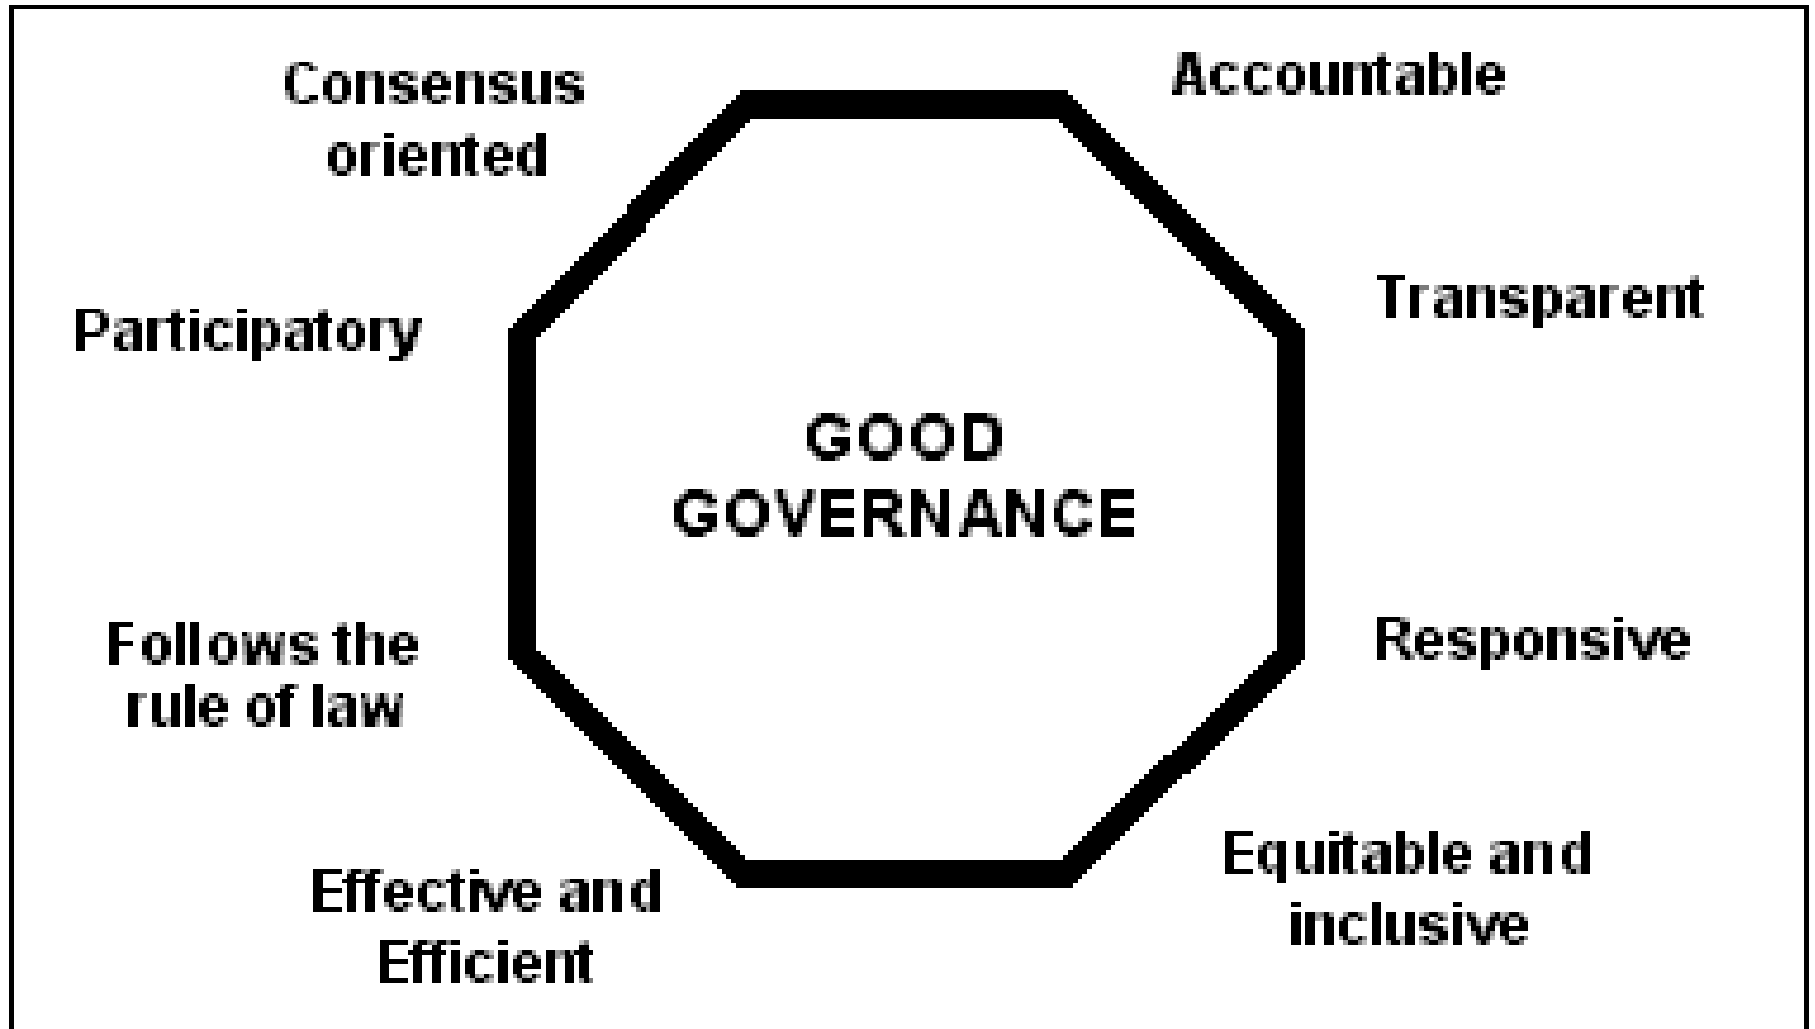 Consensus
oriented
Accountable
Participatory
Transparent
GOOD
GOVERNANCE
Follows the
rule of law
Responsive
Effective and
Efficient
Equitable and
inclusive